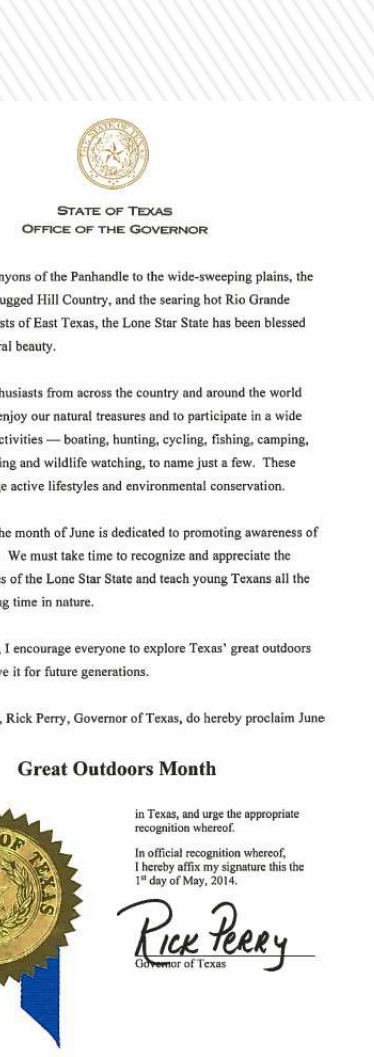 THE STATE OF TEXAS
STATE OF TEXAS
OFFICE OF THE GOVERNOR
nyons of the Panhandle to the wide-sweeping plains, the
ugged Hill Country, and the searing hot Rio Grande
sts of East Texas, the Lone Star State has been blessed
ral beauty.
husiasts from across the country and around the world
enjoy our natural treasures and to participate in a wide
ctivities — boating, hunting, cycling, fishing, camping,
ing and wildlife watching, to name just a few. These
e active lifestyles and environmental conservation.
he month of June is dedicated to promoting awareness of
We must take time to recognize and appreciate the
s of the Lone Star State and teach young Texans all the
ng time in nature.
, I encourage everyone to explore Texas' great outdoors
ve it for future generations.
, Rick Perry, Governor of Texas, do hereby proclaim June
Great Outdoors Month
in Texas, and urge the appropriate
recognition whereof.
In official recognition whereof,
I hereby affix my signature this the
1st day of May, 2014.
RICK PERRY
Governor of Texas
OF TEXAS